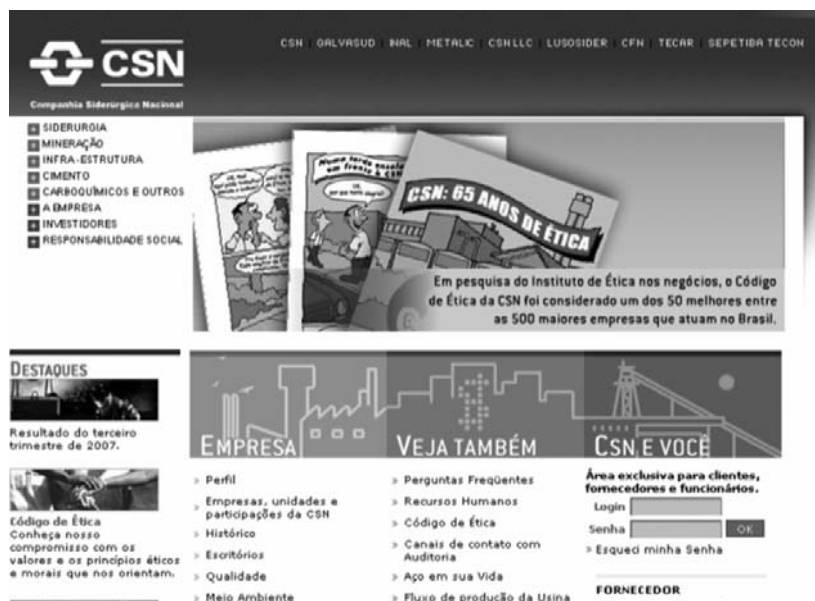 CSN
Companhia Siderúrgica Nacional
CSN | GALVASUD | INAL | METALIC | CSN LLC | LUSOSIDER | CFN | TECAR | SEPETIBA TECON
SIDERURGIA
MINERAÇÃO
INFRA-ESTRUTURA
CIMENTO
CARBOQUÍMICOS E OUTROS
A EMPRESA
INVESTIDORES
RESPONSABILIDADE SOCIAL
Numa tarde ensolarada
em frente à CSN
CSN: 65 ANOS DE ÉTICA
Em pesquisa do Instituto de Ética nos negócios, o Código
de Ética da CSN foi considerado um dos 50 melhores entre
as 500 maiores empresas que atuam no Brasil.
DESTAQUES
Resultado do terceiro
trimestre de 2007.
Código de Ética
Conheça nosso
compromisso com os
valores e os princípios éticos
e morais que nos orientam.
EMPRESA
» Perfil
» Empresas, unidades e
participações da CSN
» Histórico
» Escritórios
» Qualidade
» Meio Ambiente
VEJA TAMBÉM
» Perguntas Freqüentes
» Recursos Humanos
» Código de Ética
» Canais de contato com
Auditoria
» Aço em sua Vida
» Fluxo de produção da Usina
CSN E VOCÊ
Área exclusiva para clientes,
fornecedores e funcionários.
Login
Senha OK
» Esqueci minha Senha
FORNECEDOR